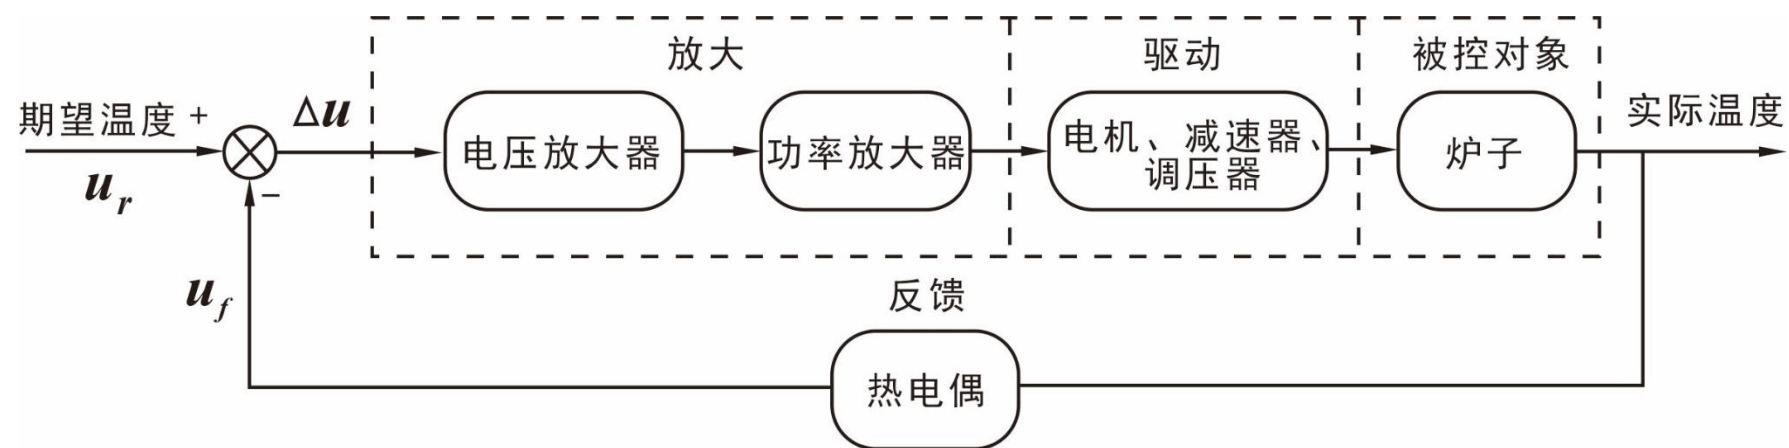 放大
驱动
被控对象
期望温度 +
Δu
电压放大器
功率放大器
电机、减速器、
调压器
炉子
实际温度
u_r
−
u_f
反馈
热电偶